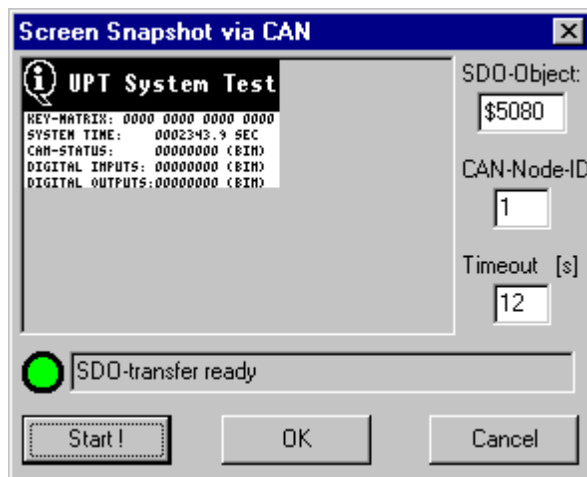 Screen Snapshot via CAN
UPT System Test
KEY-MATRIX: 0000 0000 0000 0000
SYSTEM TIME: 0002343.9 SEC
CAN-STATUS: 00000000 (BIN)
DIGITAL INPUTS: 00000000 (BIN)
DIGITAL OUTPUTS:00000000 (BIN)
SDO-Object:
$5080
CAN-Node-ID
1
Timeout [s]
12
SDO-transfer ready
Start !
OK
Cancel